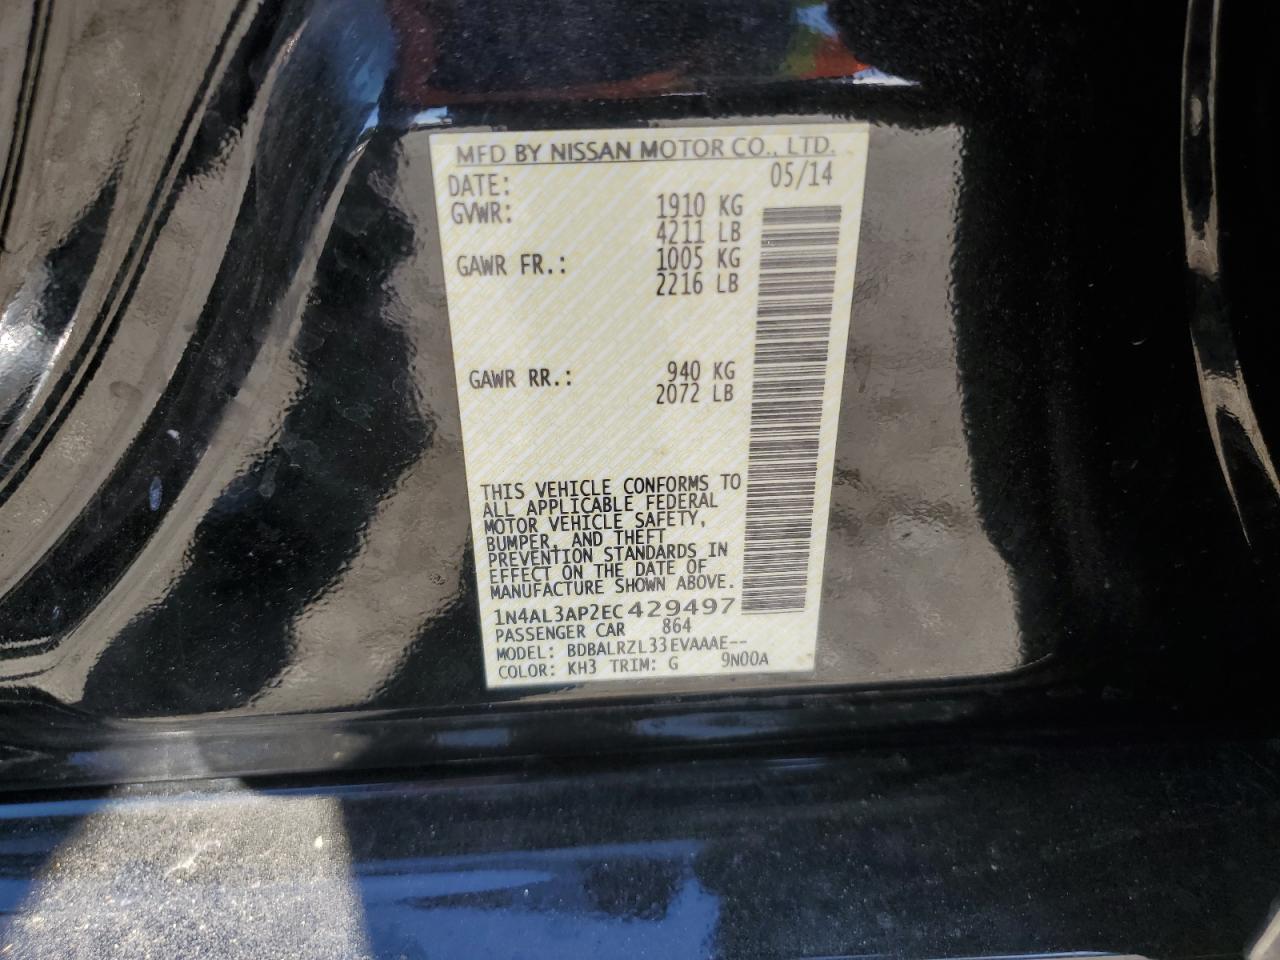 MFD BY NISSAN MOTOR CO., LTD.
DATE: 05/14
GVWR: 1910 KG
4211 LB
GAWR FR.: 1005 KG
2216 LB
GAWR RR.: 940 KG
2072 LB
THIS VEHICLE CONFORMS TO
ALL APPLICABLE FEDERAL
MOTOR VEHICLE SAFETY,
BUMPER, AND THEFT
PREVENTION STANDARDS IN
EFFECT ON THE DATE OF
MANUFACTURE SHOWN ABOVE.
1N4AL3AP2EC429497
PASSENGER CAR 864
MODEL: BDBALRZL33EVAAAE--
COLOR: KH3 TRIM: G 9N00A